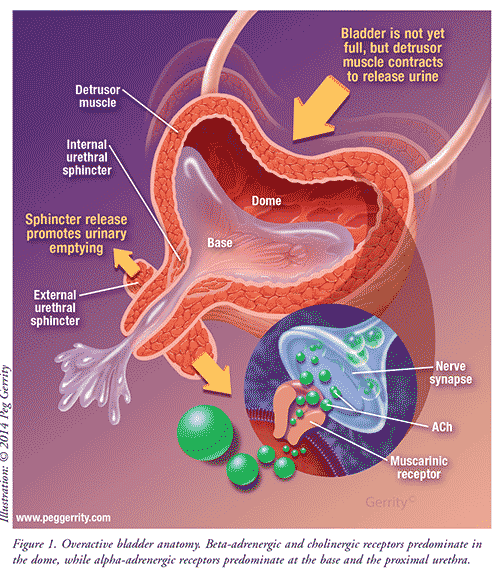 Bladder is not yet
full, but detrusor
muscle contracts
to release urine
Detrusor
muscle
Internal
urethral
sphincter
Dome
Sphincter release
promotes urinary
emptying
Base
External
urethral
sphincter
Nerve
synapse
ACh
Muscarinic
receptor
Gerrity©
Illustration: © 2014 Peg Gerrity
www.peggerrity.com
Figure 1. Overactive bladder anatomy. Beta-adrenergic and cholinergic receptors predominate in
the dome, while alpha-adrenergic receptors predominate at the base and the proximal urethra.